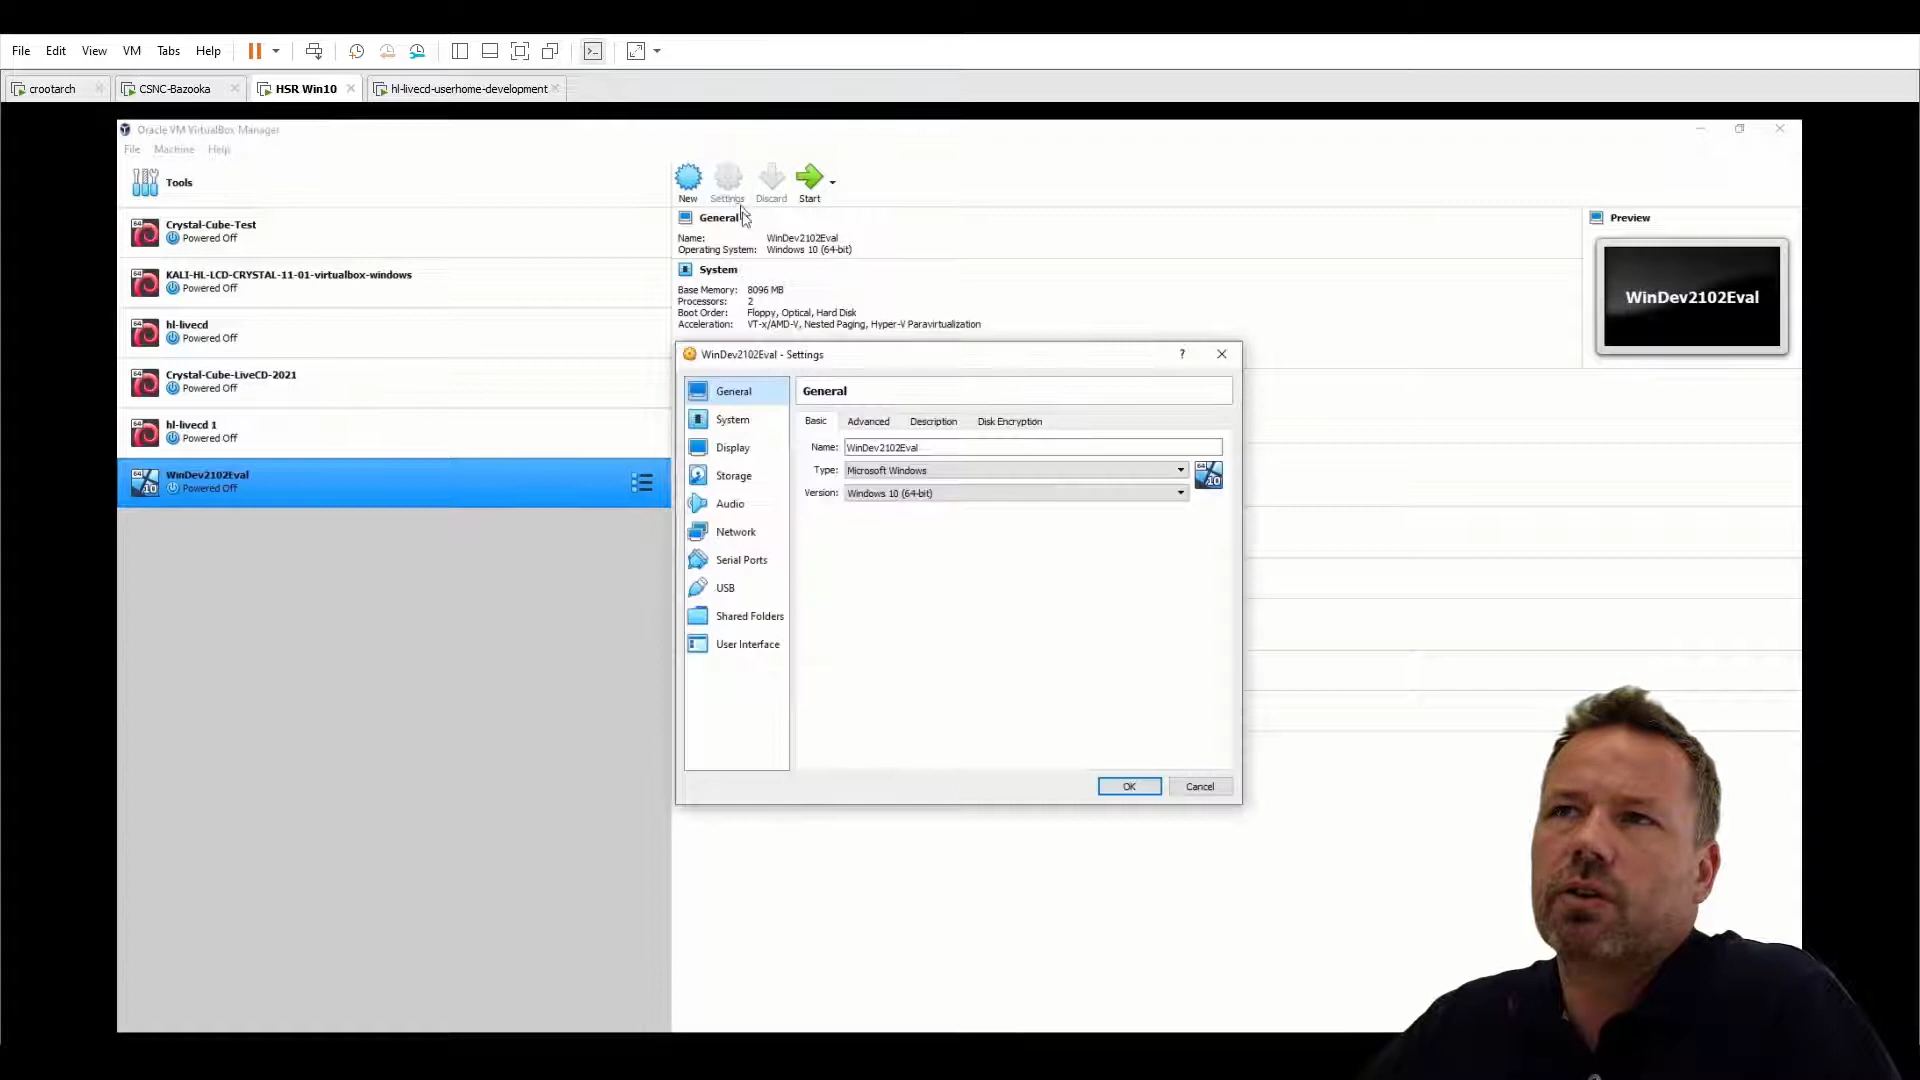 File Edit View VM Tabs Help
crootarch CSNC-Bazooka HSR Win10 hl-livecd-userhome-development
Oracle VM VirtualBox Manager
File Machine Help
Tools
New Settings Discard Start
Crystal-Cube-Test
Powered Off
KALI-HL-LCD-CRYSTAL-11-01-virtualbox-windows
Powered Off
hl-livecd
Powered Off
Crystal-Cube-LiveCD-2021
Powered Off
hl-livecd 1
Powered Off
WinDev2102Eval
Powered Off
General
Name: WinDev2102Eval
Operating System: Windows 10 (64-bit)
System
Base Memory: 8096 MB
Processors: 2
Boot Order: Floppy, Optical, Hard Disk
Acceleration: VT-x/AMD-V, Nested Paging, Hyper-V Paravirtualization
Preview
WinDev2102Eval
WinDev2102Eval - Settings ?
General
System
Display
Storage
Audio
Network
Serial Ports
USB
Shared Folders
User Interface
General
Basic Advanced Description Disk Encryption
Name: WinDev2102Eval
Type: Microsoft Windows
Version: Windows 10 (64-bit)
64
10
OK Cancel